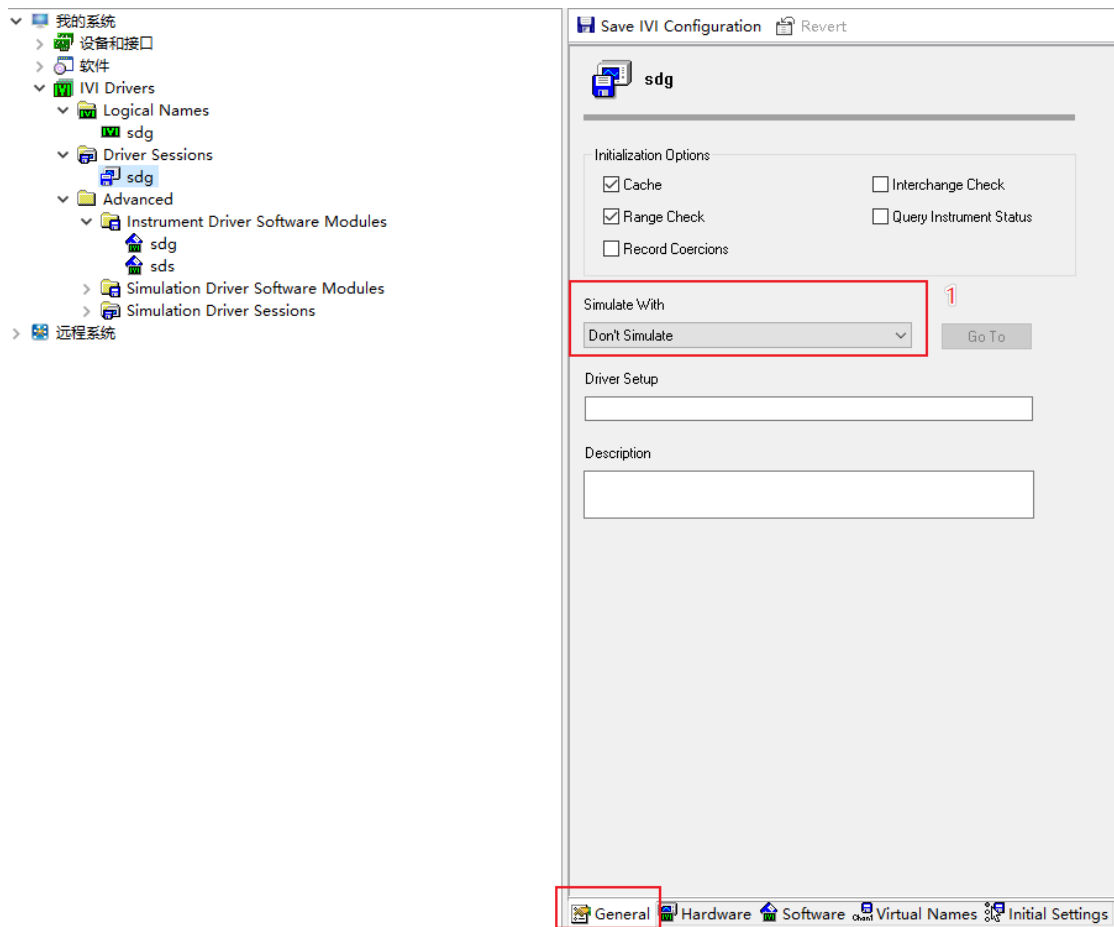 我的系统
设备和接口
软件
IVI Drivers
Logical Names
sdg
Driver Sessions
sdg
Advanced
Instrument Driver Software Modules
sdg
sds
Simulation Driver Software Modules
Simulation Driver Sessions
远程系统
Save IVI Configuration Revert
sdg
Initialization Options
Cache Interchange Check
Range Check Query Instrument Status
Record Coercions
Simulate With 1
Don't Simulate Go To
Driver Setup
Description
General Hardware Software Virtual Names Initial Settings